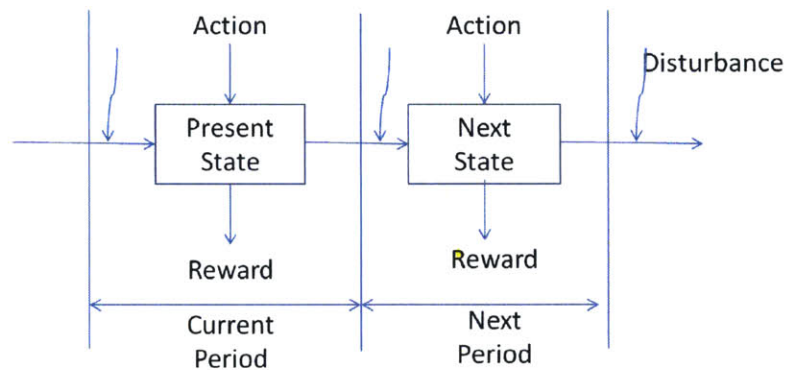 Action
Action
Disturbance
Present
State
Next
State
Reward
Reward
Current
Period
Next
Period